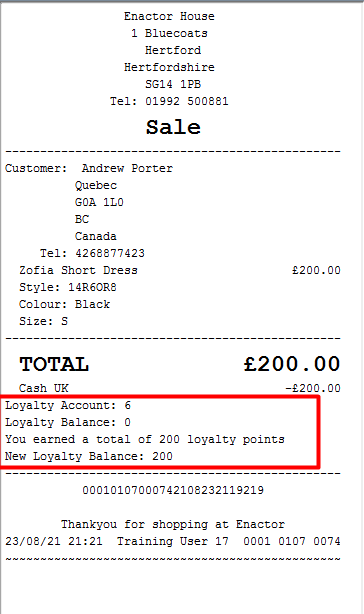 Enactor House
1 Bluecoats
Hertford
Hertfordshire
SG14 1PB
Tel: 01992 500881
Sale
Customer: Andrew Porter
Quebec
G0A 1L0
BC
Canada
Tel: 4268877423
Zofia Short Dress £200.00
Style: 14R6OR8
Colour: Black
Size: S
TOTAL £200.00
Cash UK -£200.00
Loyalty Account: 6
Loyalty Balance: 0
You earned a total of 200 loyalty points
New Loyalty Balance: 200
00010107000742108232119219
Thankyou for shopping at Enactor
23/08/21 21:21 Training User 17 0001 0107 0074